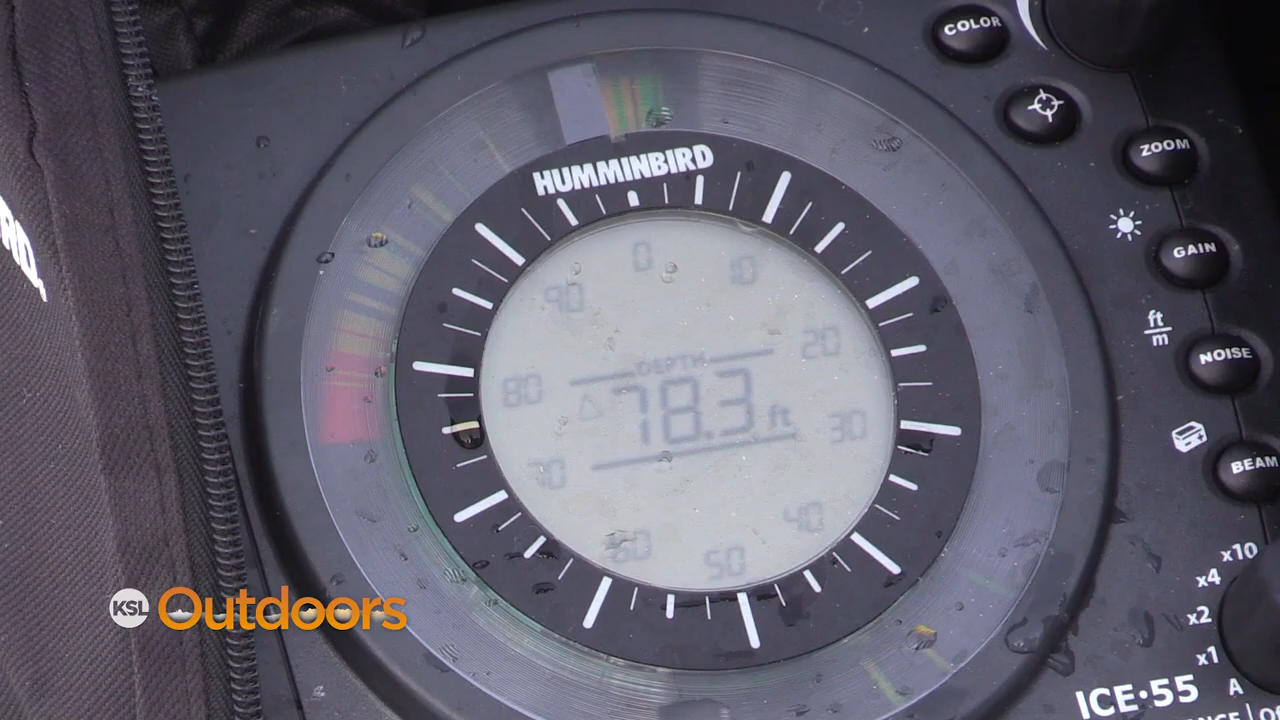 COLOR
ZOOM
HUMMINBIRD
GAIN
0
10
90
ft
m
20
NOISE
DEPTH
80
78.3 ft
30
70
BEAM
40
60
50
x10
x4
KSL Outdoors
x2
x1
A
ICE·55